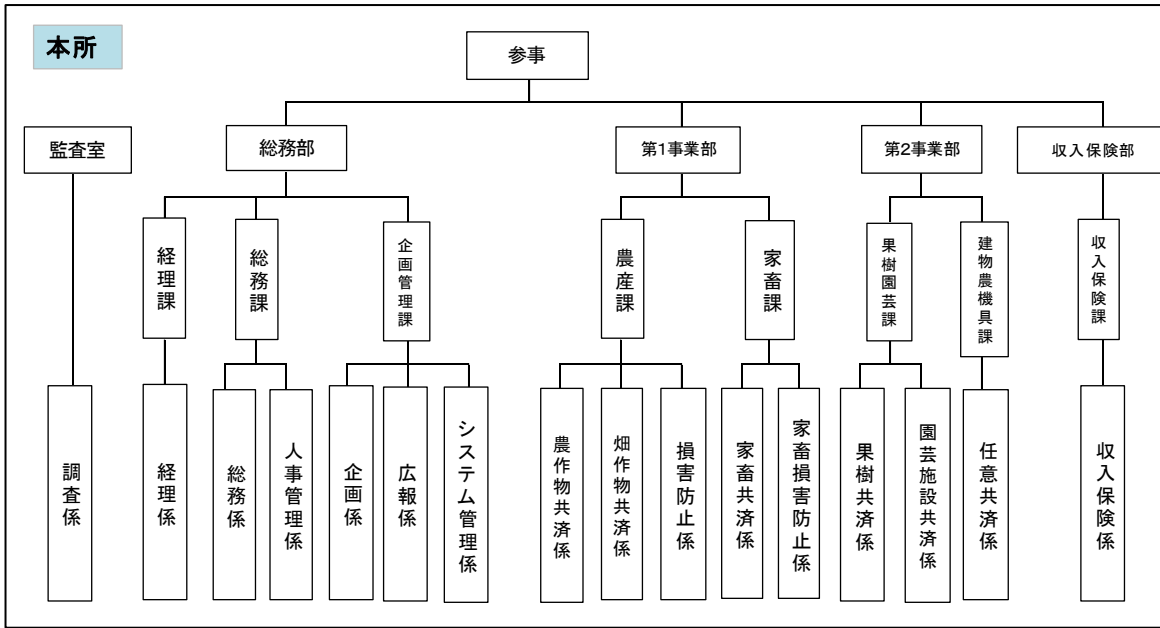 本所
参事
監査室
総務部
第1事業部
第2事業部
収入保険部
経理課
総務課
企画管理課
農産課
家畜課
果樹園芸課
建物農機具課
収入保険課
調査係
経理係
総務係
人事管理係
企画係
広報係
システム管理係
農作物共済係
畑作物共済係
損害防止係
家畜共済係
家畜損害防止係
果樹共済係
園芸施設共済係
任意共済係
収入保険係